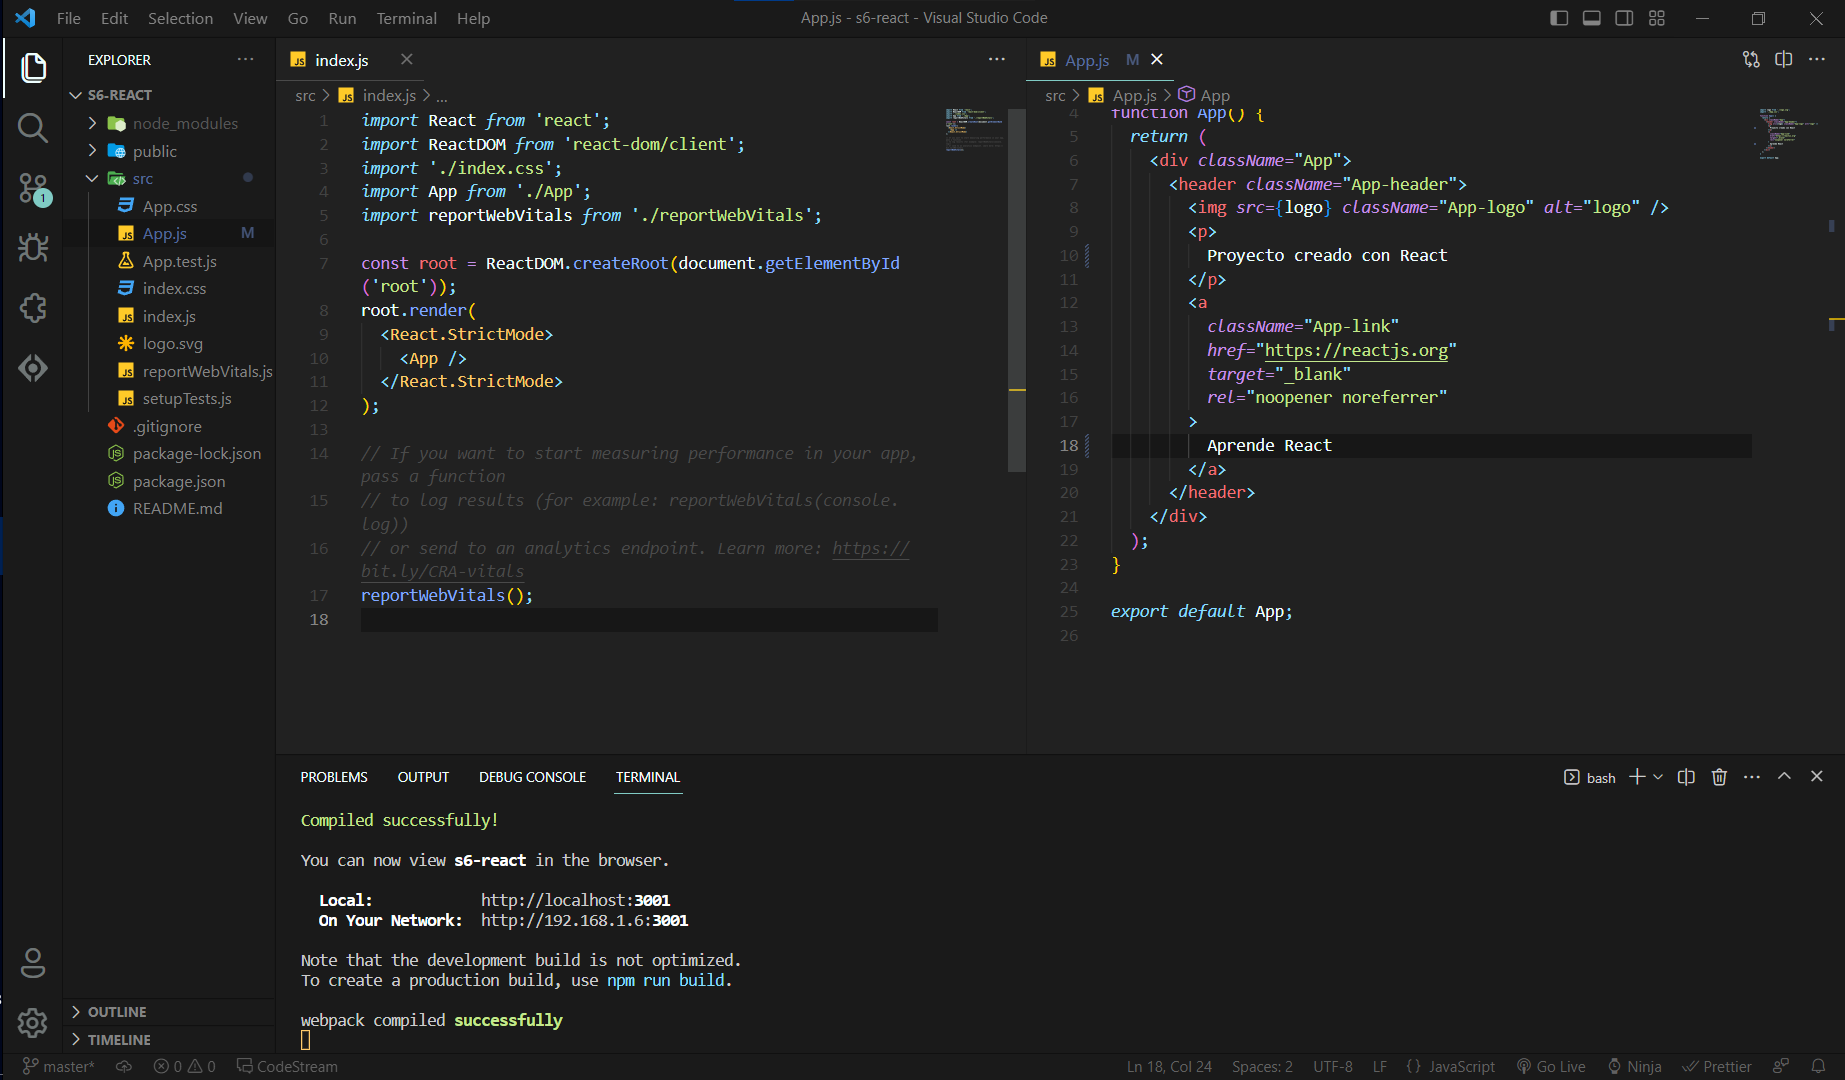 File Edit Selection View Go Run Terminal Help
App.js - s6-react - Visual Studio Code
EXPLORER
S6-REACT
node_modules
public
src
App.css
App.js M
App.test.js
index.css
index.js
logo.svg
reportWebVitals.js
setupTests.js
.gitignore
package-lock.json
package.json
README.md
OUTLINE
TIMELINE
index.js
src > index.js > ...
1 import React from 'react';
2 import ReactDOM from 'react-dom/client';
3 import './index.css';
4 import App from './App';
5 import reportWebVitals from './reportWebVitals';
6
7 const root = ReactDOM.createRoot(document.getElementById
('root'));
8 root.render(
9 <React.StrictMode>
10 <App />
11 </React.StrictMode>
12 );
13
14 // If you want to start measuring performance in your app,
pass a function
15 // to log results (for example: reportWebVitals(console.
log))
16 // or send to an analytics endpoint. Learn more: https://
bit.ly/CRA-vitals
17 reportWebVitals();
18
App.js M
src > App.js > App
4 function App() {
5 return (
6 <div className="App">
7 <header className="App-header">
8 <img src={logo} className="App-logo" alt="logo" />
9 <p>
10 Proyecto creado con React
11 </p>
12 <a
13 className="App-link"
14 href="https://reactjs.org"
15 target="_blank"
16 rel="noopener noreferrer"
17 >
18 Aprende React
19 </a>
20 </header>
21 </div>
22 );
23 }
24
25 export default App;
26
PROBLEMS OUTPUT DEBUG CONSOLE TERMINAL
bash
Compiled successfully!
You can now view s6-react in the browser.
Local: http://localhost:3001
On Your Network: http://192.168.1.6:3001
Note that the development build is not optimized.
To create a production build, use npm run build.
webpack compiled successfully
master* 0 0 CodeStream
Ln 18, Col 24 Spaces: 2 UTF-8 LF {} JavaScript Go Live Ninja Prettier